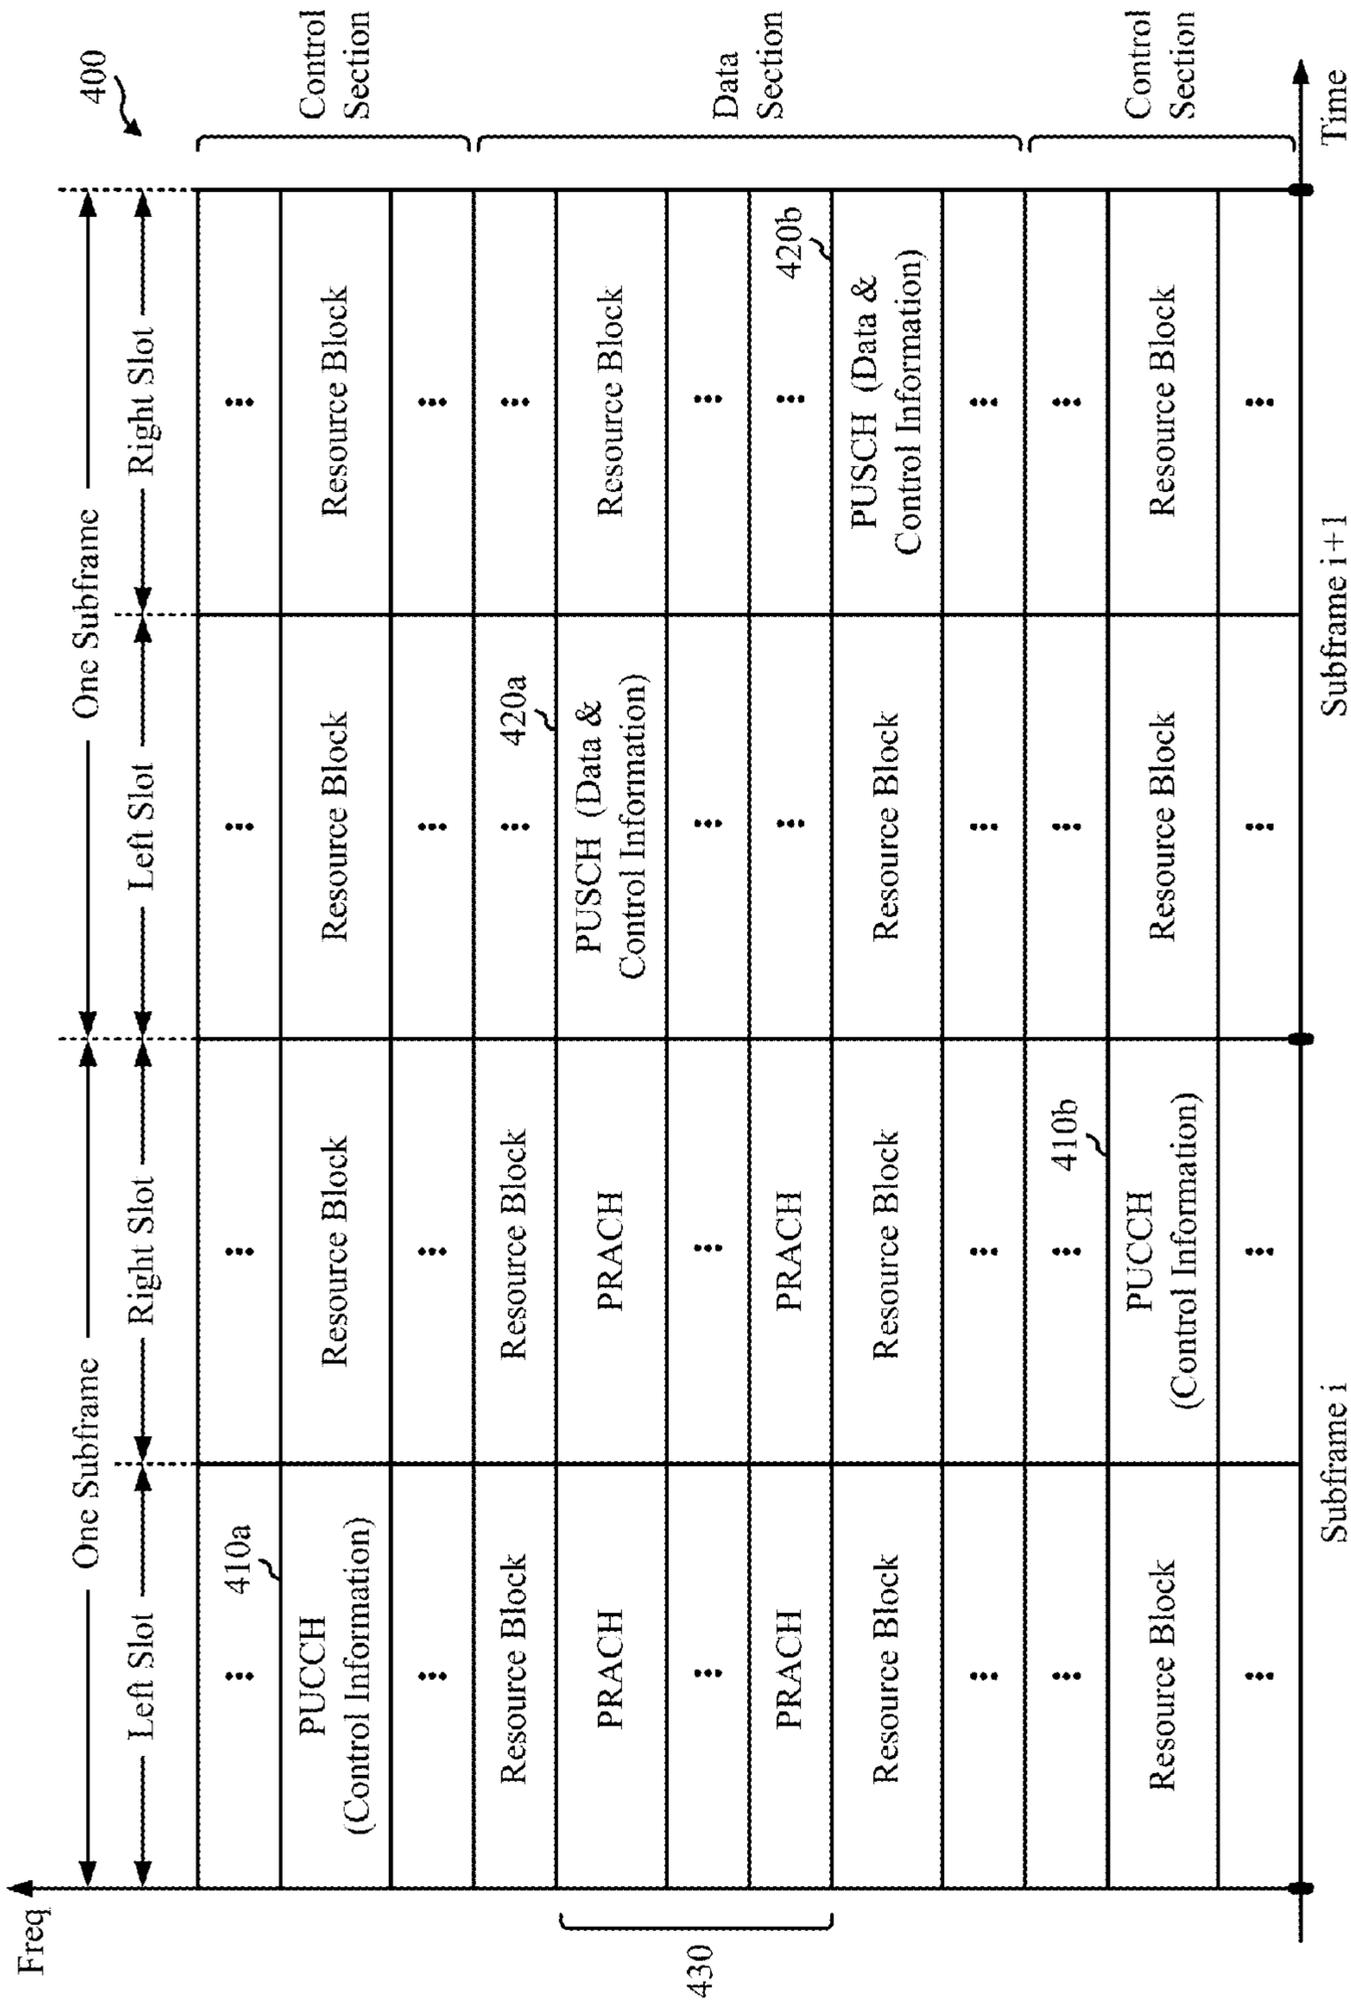 400
Freq
One Subframe
One Subframe
Left Slot
Right Slot
Left Slot
Right Slot
⋮
⋮
⋮
⋮
Control
Section
410a
PUCCH
(Control Information)
Resource Block
Resource Block
Resource Block
⋮
⋮
⋮
⋮
Resource Block
Resource Block
⋮
⋮
Data
Section
430
PRACH
PRACH
420a
PUSCH (Data &
Control Information)
Resource Block
⋮
⋮
⋮
⋮
PRACH
PRACH
⋮
⋮
420b
Resource Block
Resource Block
Resource Block
PUSCH (Data &
Control Information)
⋮
⋮
⋮
⋮
⋮
⋮
⋮
⋮
Control
Section
410b
Resource Block
PUCCH
(Control Information)
Resource Block
Resource Block
⋮
⋮
⋮
⋮
Subframe i
Subframe i+1
Time